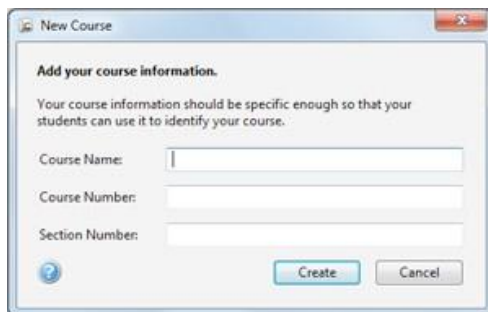 New Course
Add your course information.
Your course information should be specific enough so that your
students can use it to identify your course.
Course Name:
Course Number:
Section Number:
Create Cancel